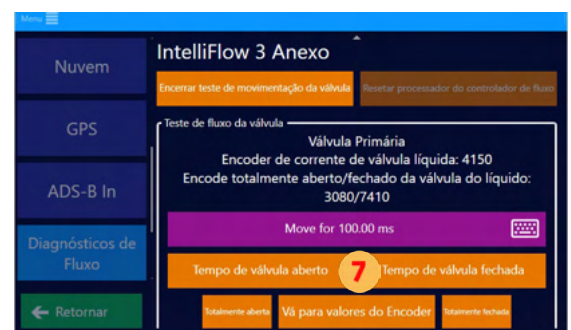 Menu
IntelliFlow 3 Anexo
Nuvem
GPS
ADS-B In
Diagnósticos de
Fluxo
Retornar
Encerrar teste de movimentação da válvula
Resetar processador do controlador de fluxo
Teste de fluxo da válvula
Válvula Primária
Encoder de corrente de válvula líquida: 4150
Encode totalmente aberto/fechado da válvula do líquido:
3080/7410
Move for 100.00 ms
Tempo de válvula aberto
7
Tempo de válvula fechada
Totalmente aberta
Vá para valores do Encoder
Totalmente fechada